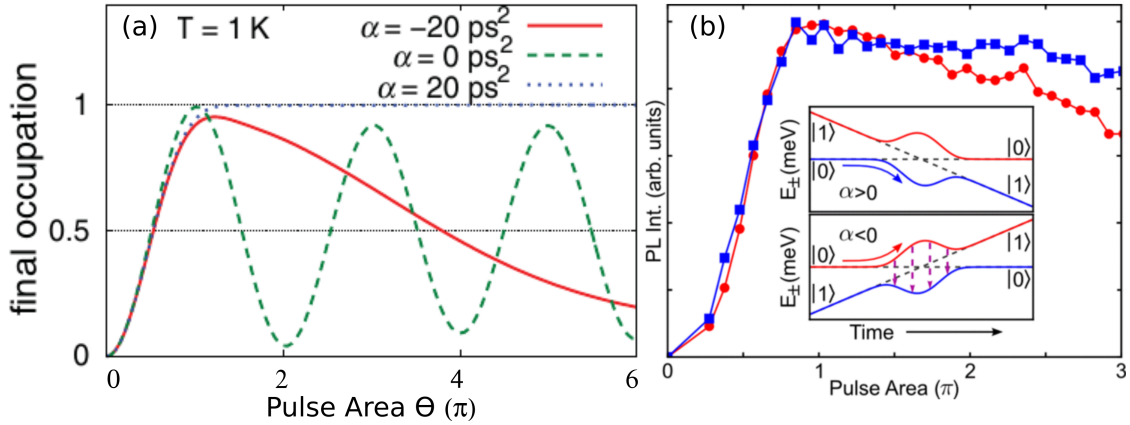 (a) T = 1 K
α = −20 ps²
α = 0 ps²
α = 20 ps²
final occupation
1
0.5
0
0 2 4 6
Pulse Area Θ (π)
(b)
PL Int. (arb. units)
E±(meV)
|1⟩
|0⟩
|0⟩
|1⟩
α>0
E±(meV)
α<0
|0⟩
|1⟩
|1⟩
|0⟩
Time
0 1 2 3
Pulse Area (π)